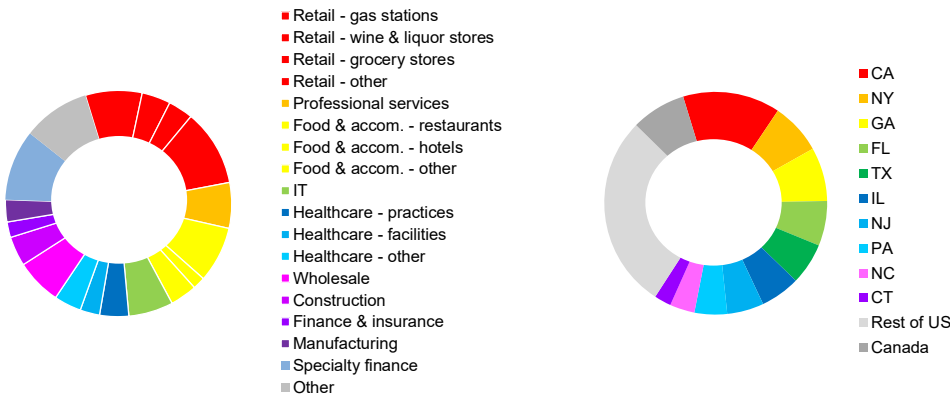 Retail - gas stations
Retail - wine & liquor stores
Retail - grocery stores
Retail - other
Professional services
Food & accom. - restaurants
Food & accom. - hotels
Food & accom. - other
IT
Healthcare - practices
Healthcare - facilities
Healthcare - other
Wholesale
Construction
Finance & insurance
Manufacturing
Specialty finance
Other
CA
NY
GA
FL
TX
IL
NJ
PA
NC
CT
Rest of US
Canada